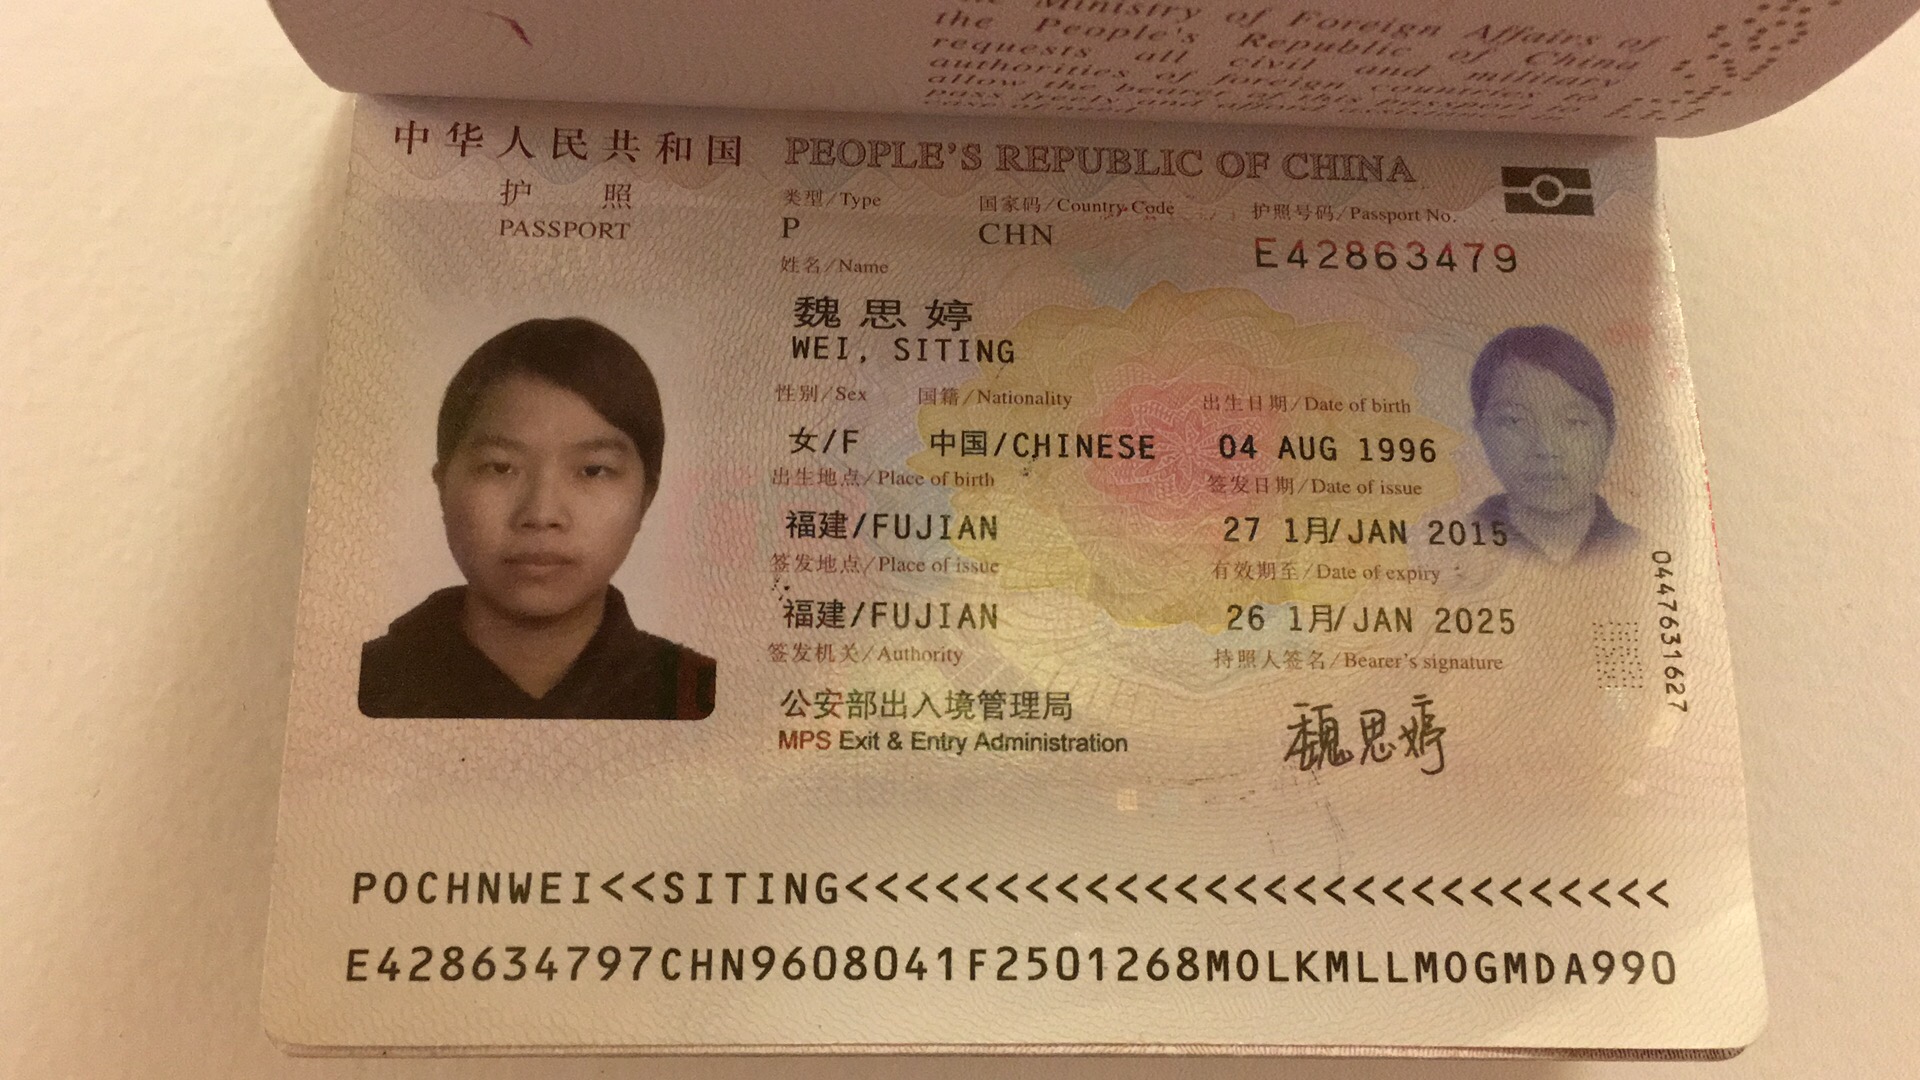 the Ministry of Foreign Affairs of
the People's Republic of China
requests all civil and military
authorities of foreign countries to
allow the bearer of this passport to
pass freely and afford assistance in
case of need
中华人民共和国 PEOPLE'S REPUBLIC OF CHINA
护照
PASSPORT
类型/Type 国家码/Country Code 护照号码/Passport No.
P CHN E42863479
姓名/Name
魏思婷
WEI, SITING
性别/Sex 国籍/Nationality 出生日期/Date of birth
女/F 中国/CHINESE 04 AUG 1996
出生地点/Place of birth 签发日期/Date of issue
福建/FUJIAN 27 1月/JAN 2015
签发地点/Place of issue 有效期至/Date of expiry
福建/FUJIAN 26 1月/JAN 2025
签发机关/Authority 持照人签名/Bearer's signature
公安部出入境管理局 魏思婷
MPS Exit & Entry Administration
0447631627
POCHNWEI<<SITING<<<<<<<<<<<<<<<<<<<<<<<<<<<<
E428634797CHN9608041F2501268MOLKMLLMOGMDA990